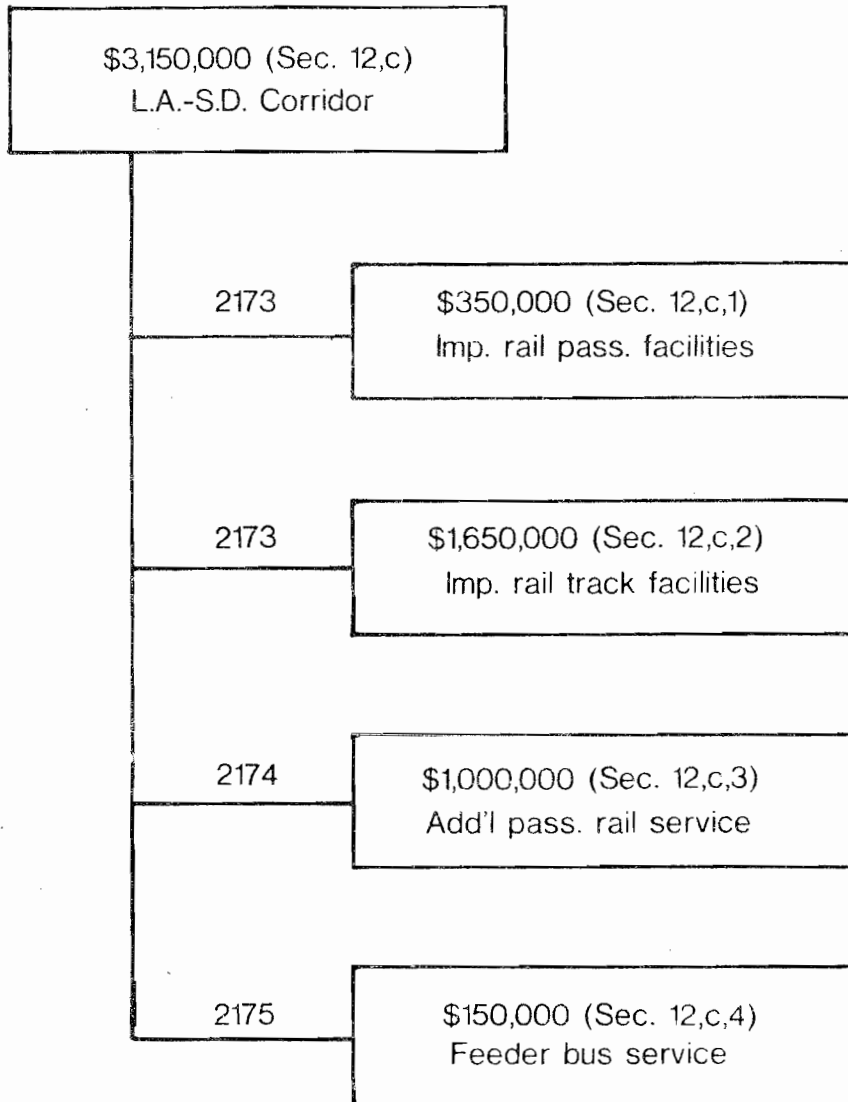 $3,150,000 (Sec. 12,c)
L.A.-S.D. Corridor
2173
$350,000 (Sec. 12,c,1)
Imp. rail pass. facilities
2173
$1,650,000 (Sec. 12,c,2)
Imp. rail track facilities
2174
$1,000,000 (Sec. 12,c,3)
Add'l pass. rail service
2175
$150,000 (Sec. 12,c,4)
Feeder bus service